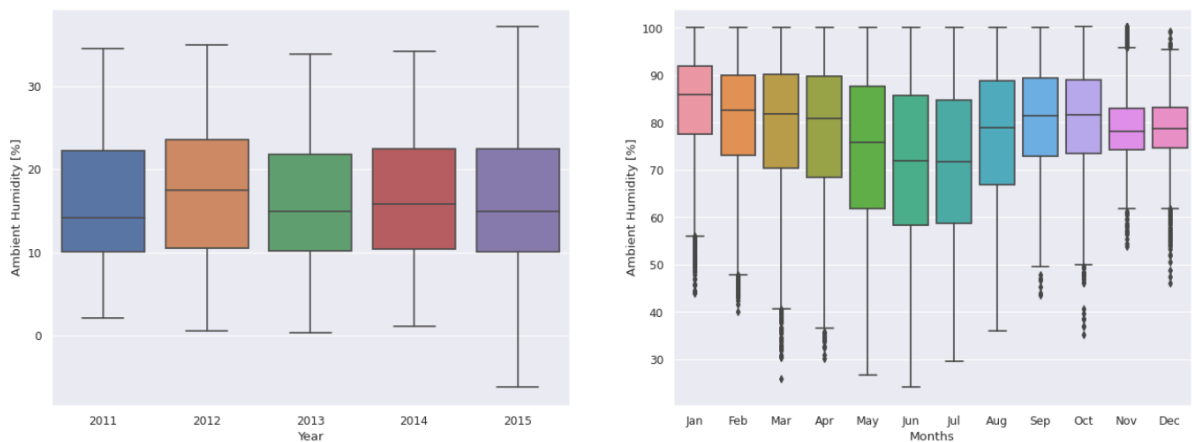 Ambient Humidity [%]
30
20
10
0
2011 2012 2013 2014 2015
Year
Ambient Humidity [%]
100
90
80
70
60
50
40
30
Jan Feb Mar Apr May Jun Jul Aug Sep Oct Nov Dec
Months